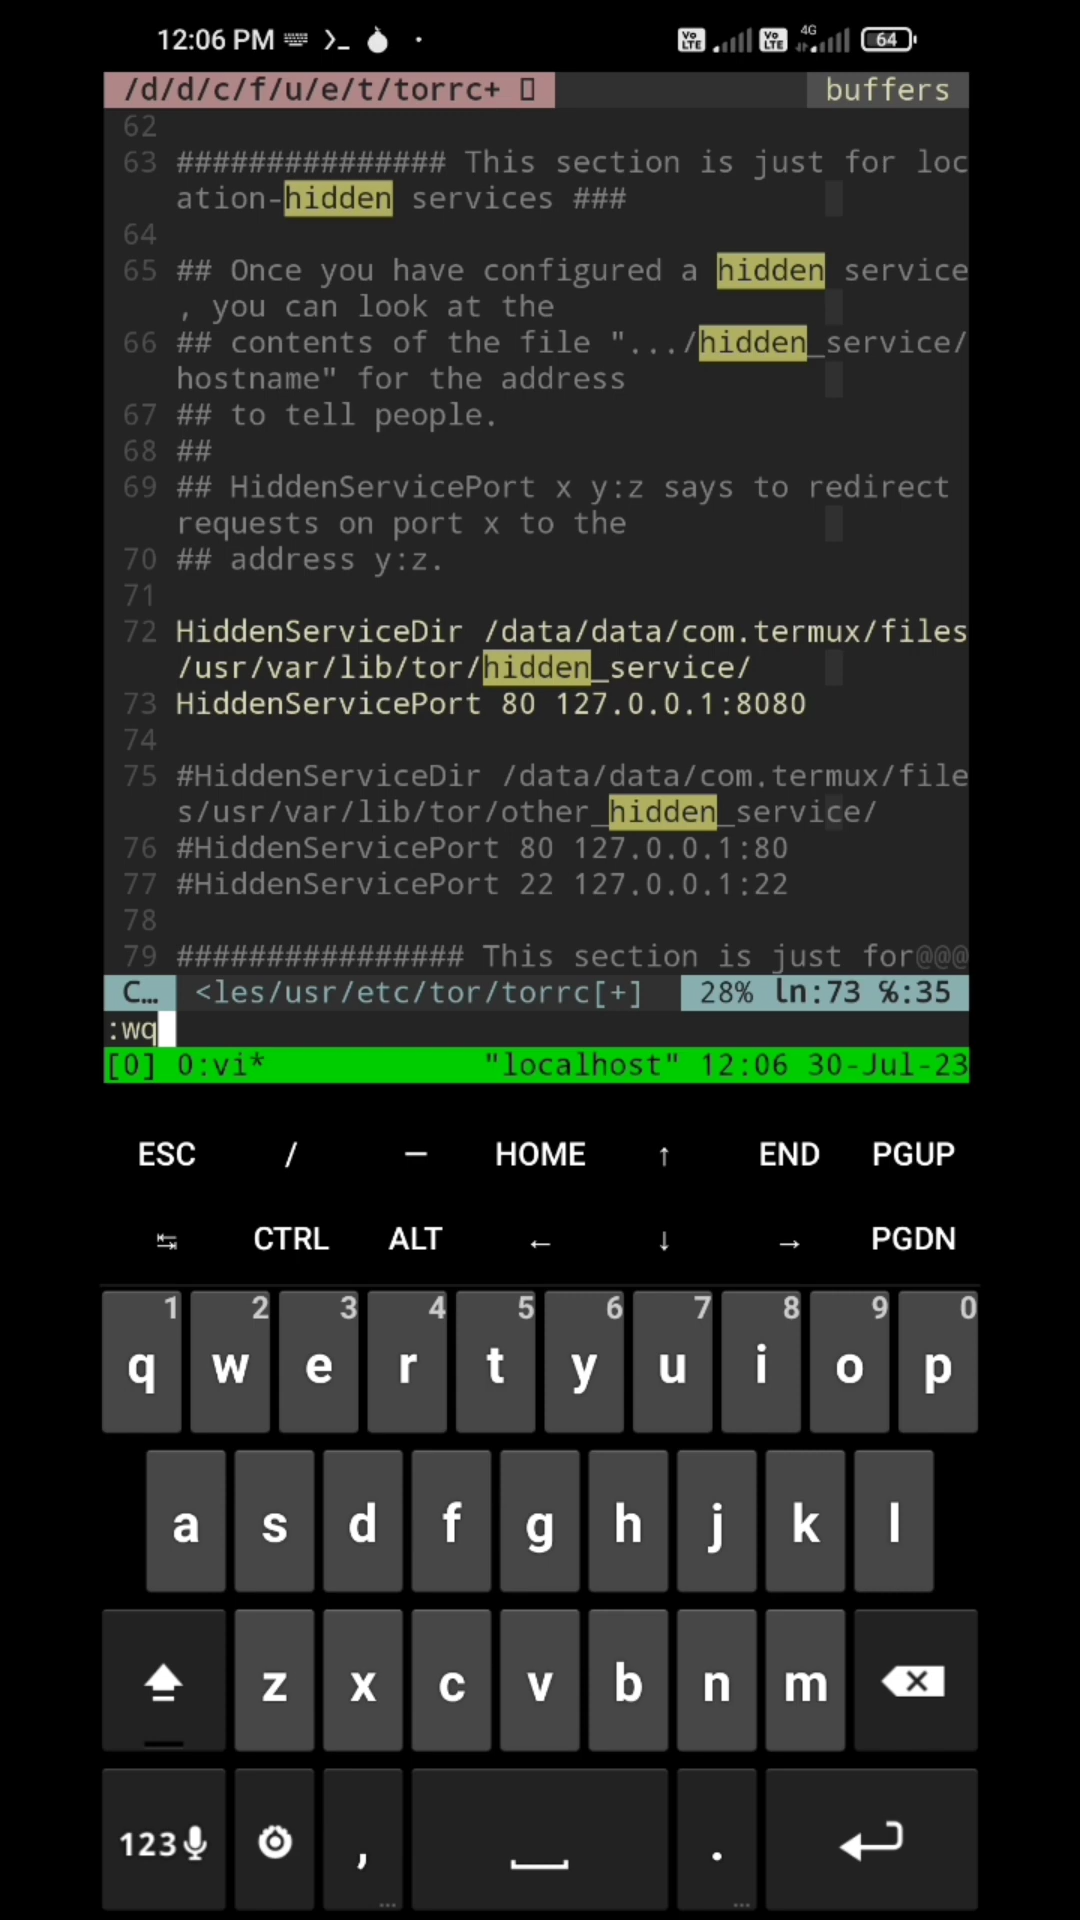 12:06 PM
4G
64
/d/d/c/f/u/e/t/torrc+
buffers
62
63 ############### This section is just for loc
ation-hidden services ###
64
65 ## Once you have configured a hidden service
, you can look at the
66 ## contents of the file ".../hidden_service/
hostname" for the address
67 ## to tell people.
68 ##
69 ## HiddenServicePort x y:z says to redirect
requests on port x to the
70 ## address y:z.
71
72 HiddenServiceDir /data/data/com.termux/files
/usr/var/lib/tor/hidden_service/
73 HiddenServicePort 80 127.0.0.1:8080
74
75 #HiddenServiceDir /data/data/com.termux/file
s/usr/var/lib/tor/other_hidden_service/
76 #HiddenServicePort 80 127.0.0.1:80
77 #HiddenServicePort 22 127.0.0.1:22
78
79 ################ This section is just for@@@
C… <les/usr/etc/tor/torrc[+] 28% ln:73 ℅:35
:wq
[0] 0:vi* "localhost" 12:06 30-Jul-23
ESC / — HOME ↑ END PGUP
↹ CTRL ALT ← ↓ → PGDN
1 2 3 4 5 6 7 8 9 0
q w e r t y u i o p
a s d f g h j k l
z x c v b n m
123 , .